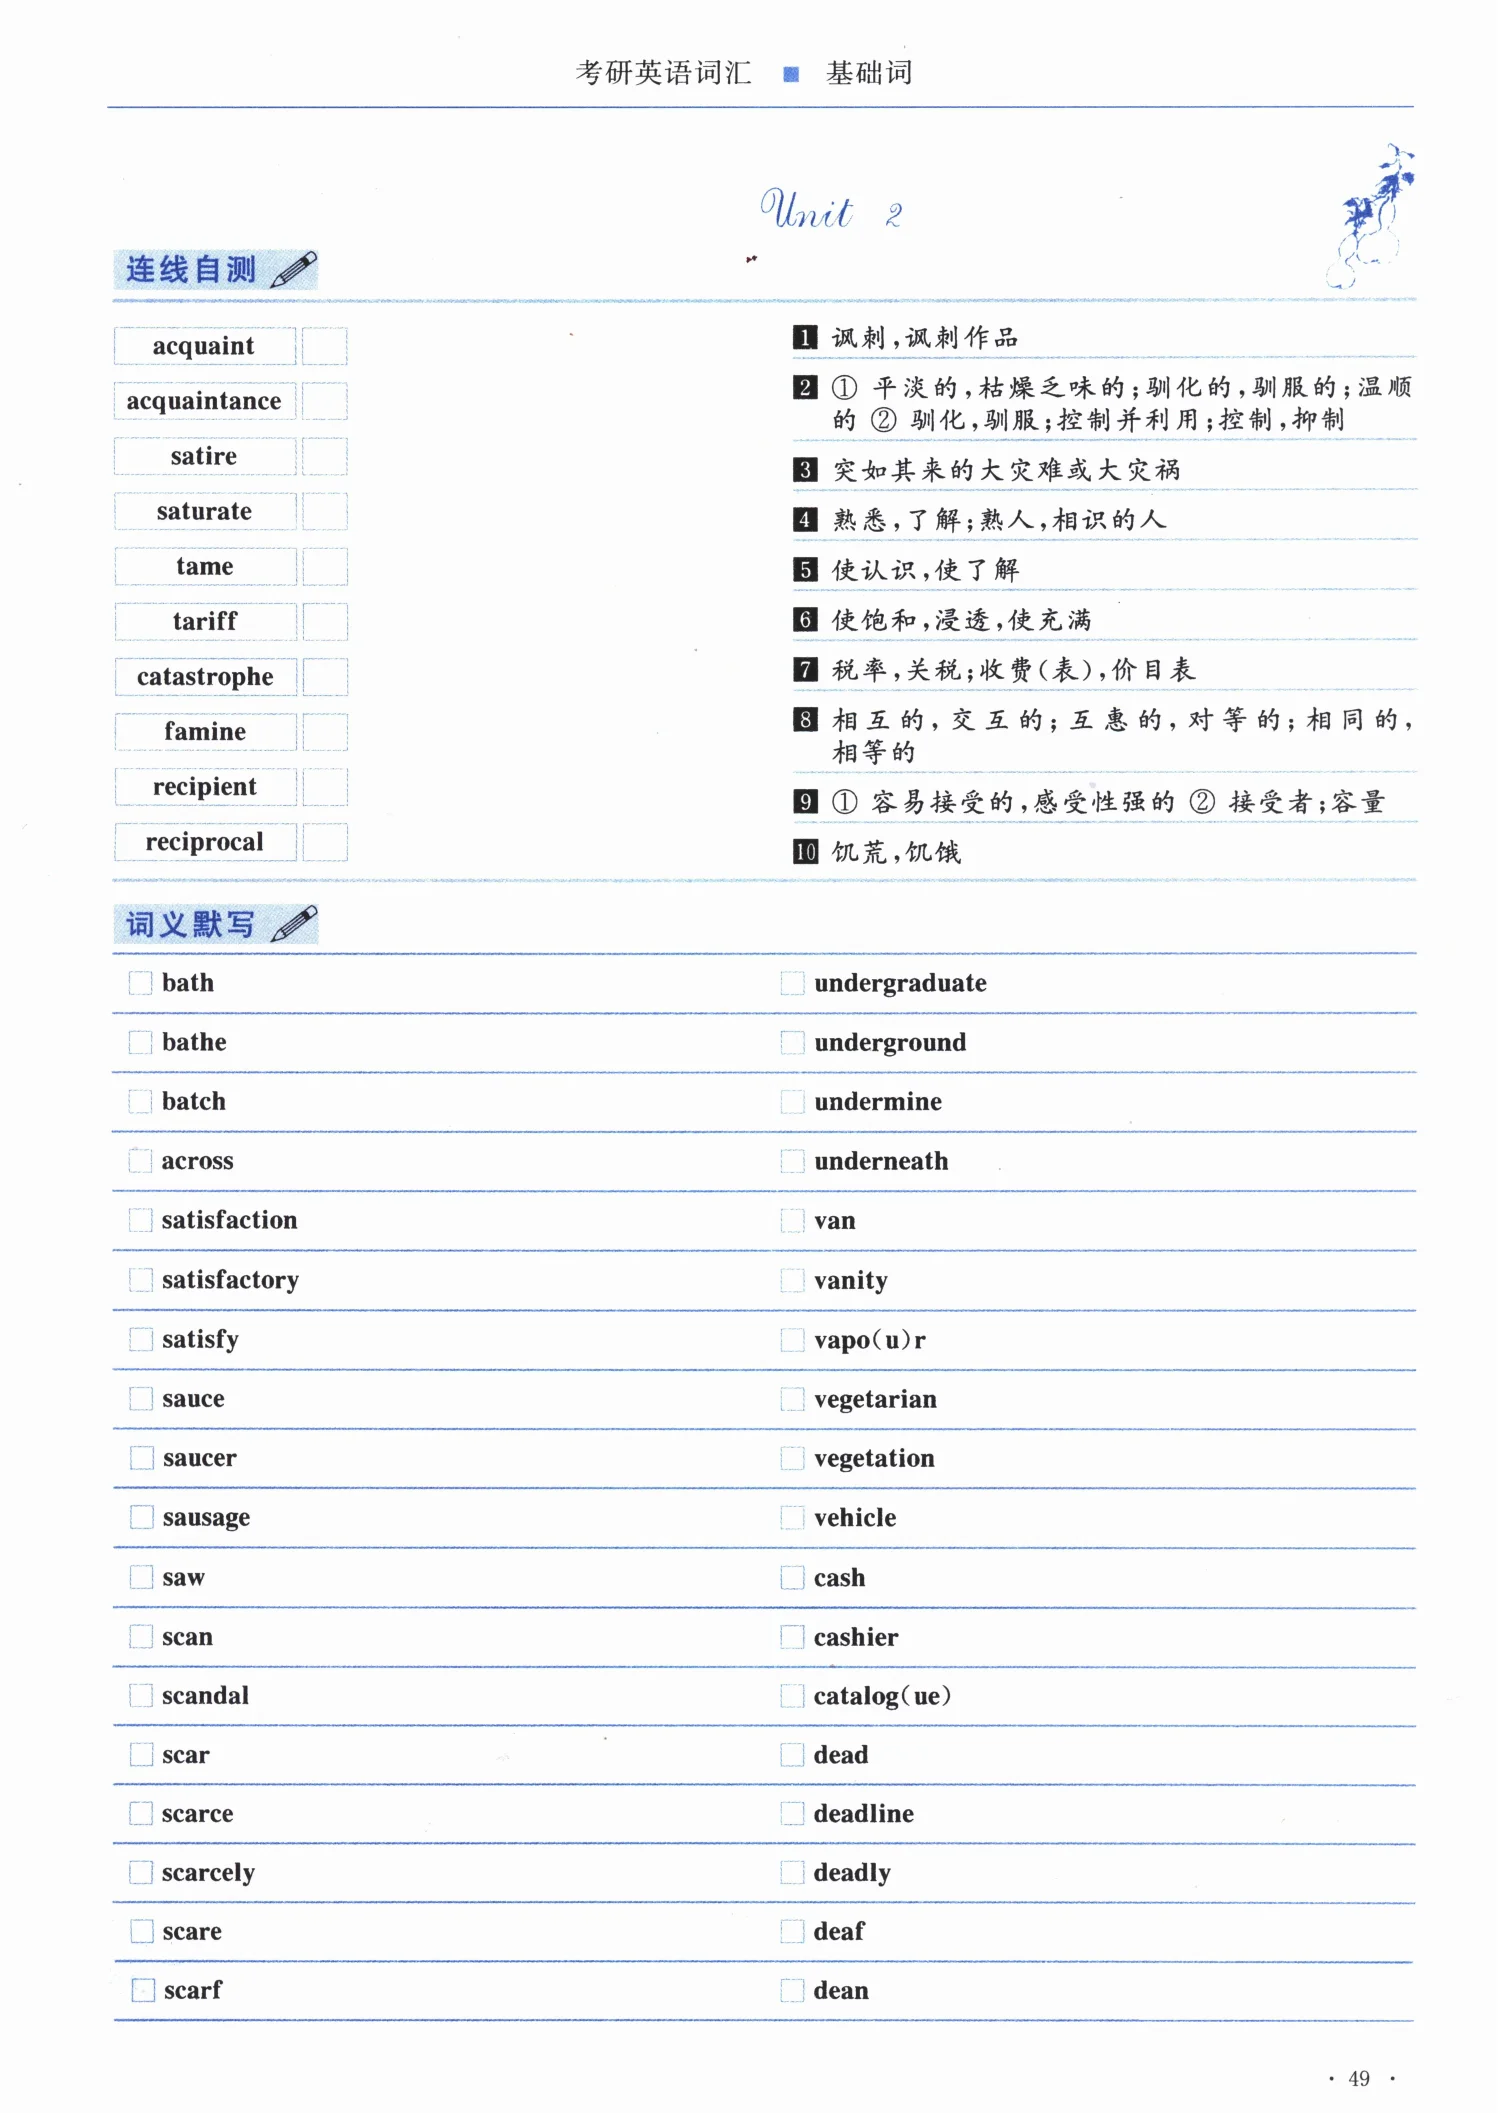 考研英语词汇 ■ 基础词
Unit 2
连线自测
acquaint
acquaintance
satire
saturate
tame
tariff
catastrophe
famine
recipient
reciprocal
1 讽刺,讽刺作品
2 ① 平淡的,枯燥乏味的;驯化的,驯服的;温顺
的 ② 驯化,驯服;控制并利用;控制,抑制
3 突如其来的大灾难或大灾祸
4 熟悉,了解;熟人,相识的人
5 使认识,使了解
6 使饱和,浸透,使充满
7 税率,关税;收费(表),价目表
8 相互的,交互的;互惠的,对等的;相同的,
相等的
9 ① 容易接受的,感受性强的 ② 接受者;容量
10 饥荒,饥饿
词义默写
bath
bathe
batch
across
satisfaction
satisfactory
satisfy
sauce
saucer
sausage
saw
scan
scandal
scar
scarce
scarcely
scare
scarf
undergraduate
underground
undermine
underneath
van
vanity
vapo(u)r
vegetarian
vegetation
vehicle
cash
cashier
catalog(ue)
dead
deadline
deadly
deaf
dean
· 49 ·